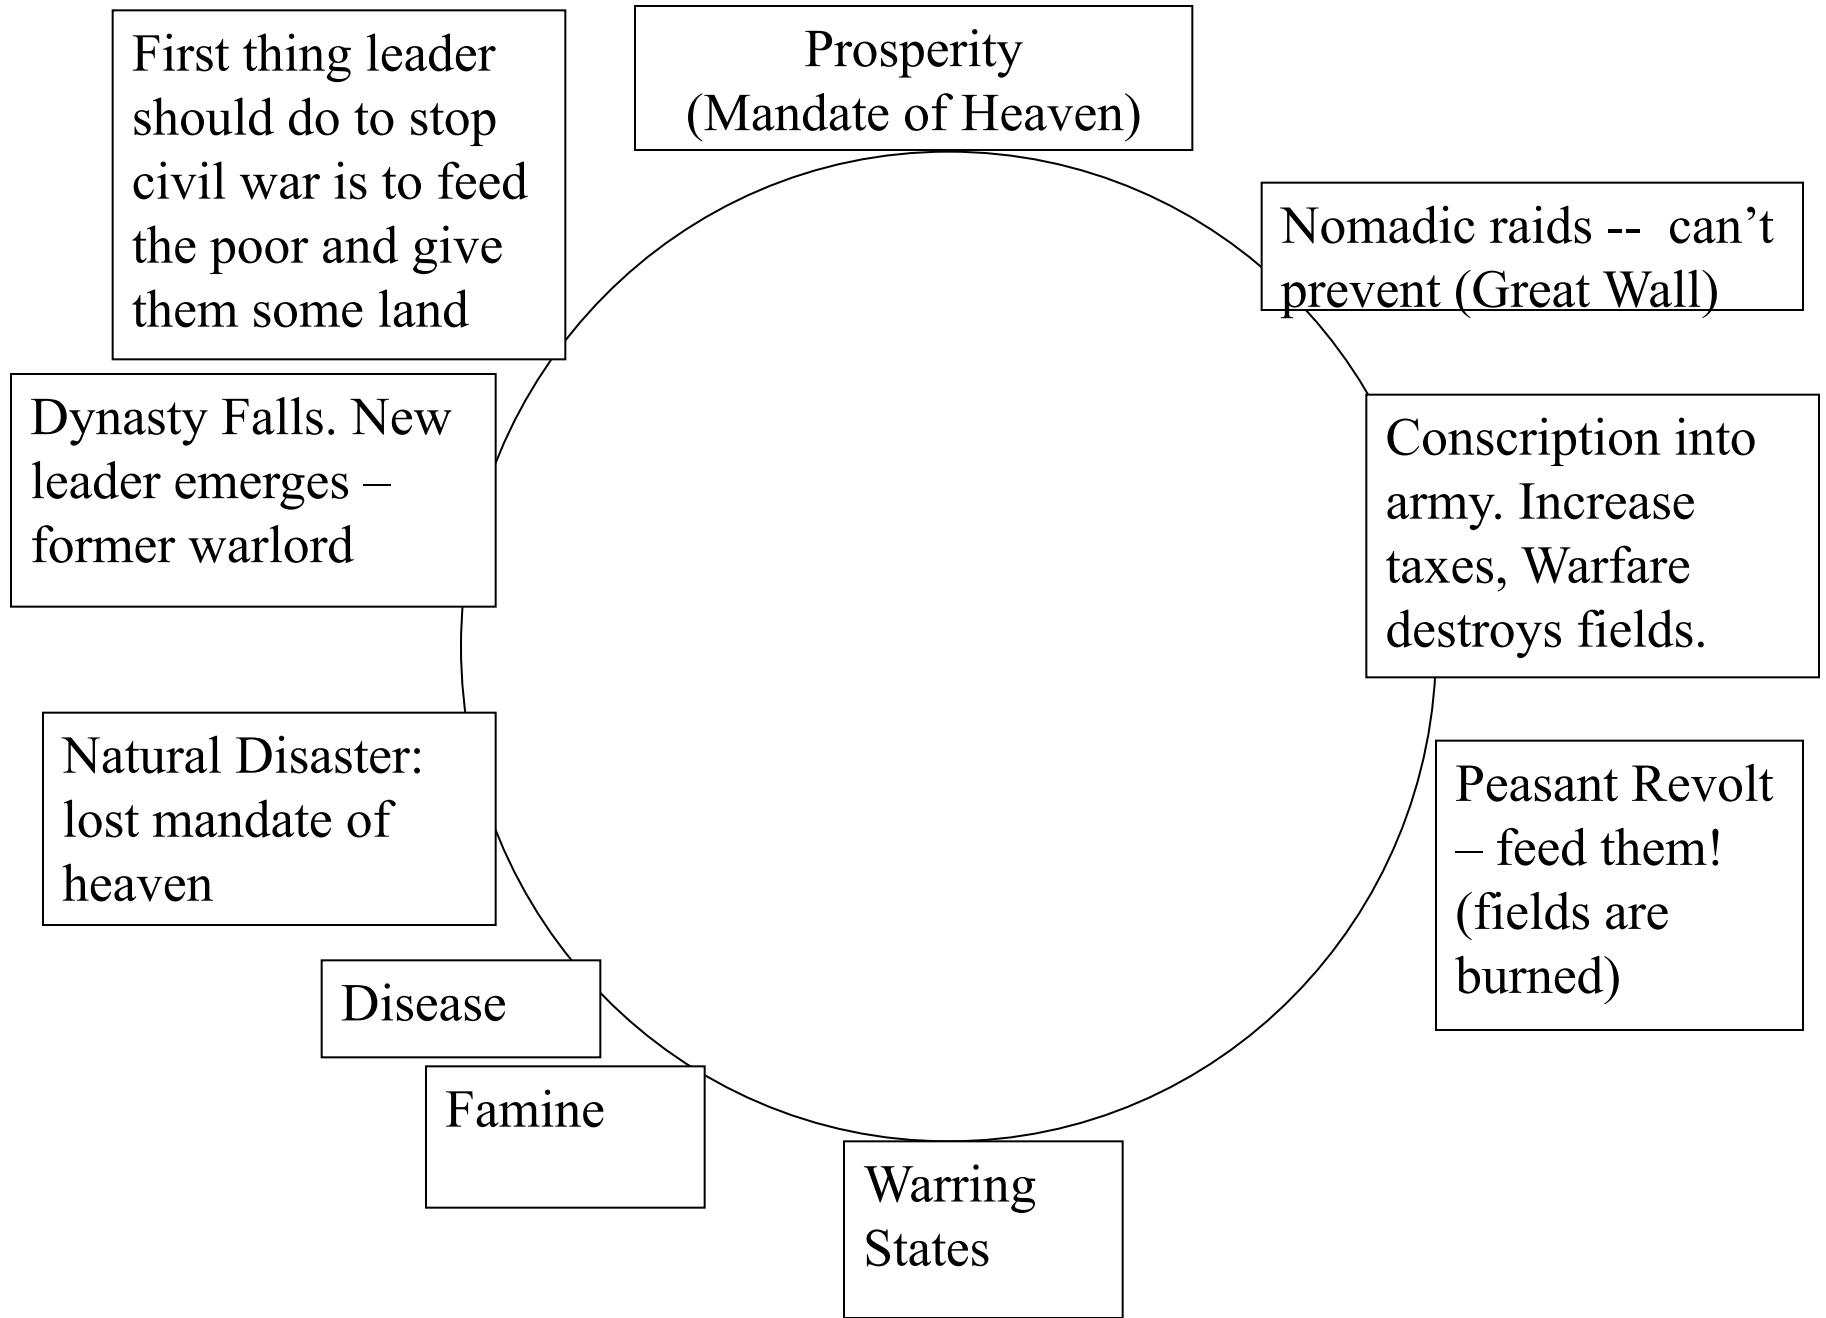 Prosperity
(Mandate of Heaven)
Nomadic raids --  can’t
prevent (Great Wall)
Conscription into
army. Increase
taxes, Warfare
destroys fields.
Peasant Revolt
– feed them!
(fields are
burned)
Warring
States
Famine
Disease
Natural Disaster:
lost mandate of
heaven
Dynasty Falls. New
leader emerges –
former warlord
First thing leader
should do to stop
civil war is to feed
the poor and give
them some land